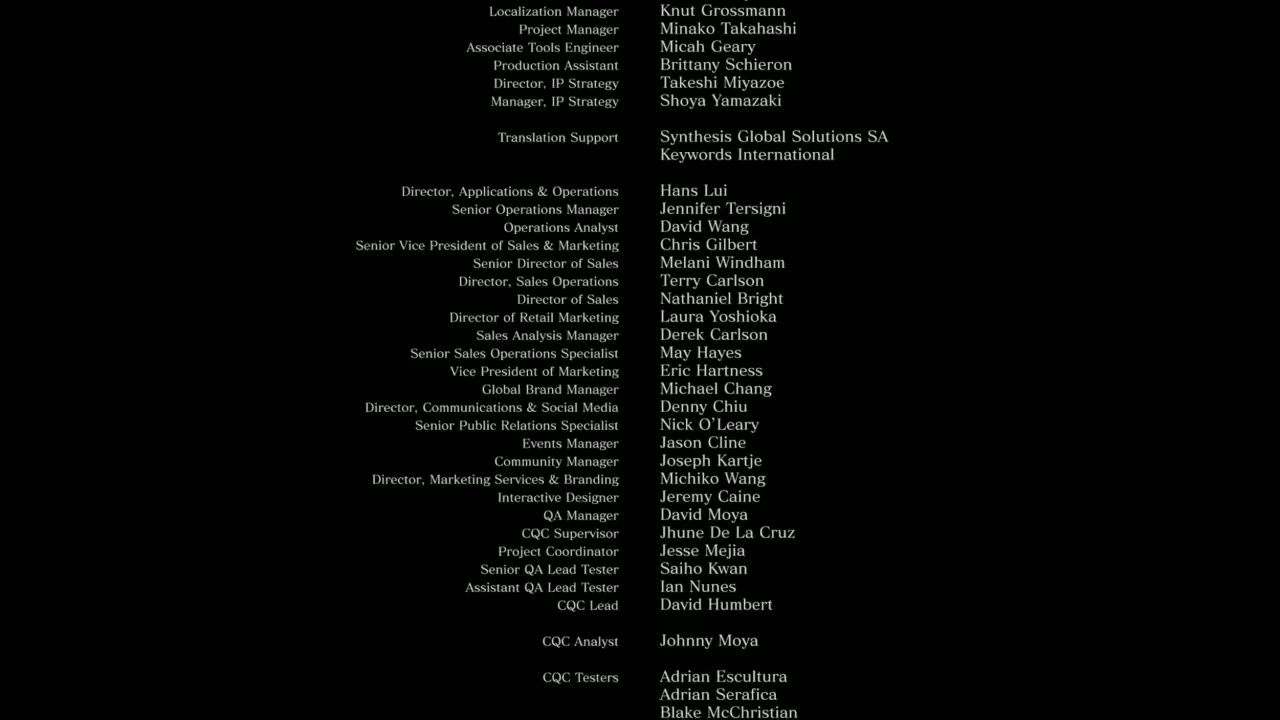 Localization Manager Knut Grossmann
Project Manager Minako Takahashi
Associate Tools Engineer Micah Geary
Production Assistant Brittany Schieron
Director, IP Strategy Takeshi Miyazoe
Manager, IP Strategy Shoya Yamazaki
Translation Support Synthesis Global Solutions SA
Keywords International
Director, Applications & Operations Hans Lui
Senior Operations Manager Jennifer Tersigni
Operations Analyst David Wang
Senior Vice President of Sales & Marketing Chris Gilbert
Senior Director of Sales Melani Windham
Director, Sales Operations Terry Carlson
Director of Sales Nathaniel Bright
Director of Retail Marketing Laura Yoshioka
Sales Analysis Manager Derek Carlson
Senior Sales Operations Specialist May Hayes
Vice President of Marketing Eric Hartness
Global Brand Manager Michael Chang
Director, Communications & Social Media Denny Chiu
Senior Public Relations Specialist Nick O'Leary
Events Manager Jason Cline
Community Manager Joseph Kartje
Director, Marketing Services & Branding Michiko Wang
Interactive Designer Jeremy Caine
QA Manager David Moya
CQC Supervisor Jhune De La Cruz
Project Coordinator Jesse Mejia
Senior QA Lead Tester Saiho Kwan
Assistant QA Lead Tester Ian Nunes
CQC Lead David Humbert
CQC Analyst Johnny Moya
CQC Testers Adrian Escultura
Adrian Serafica
Blake McChristian